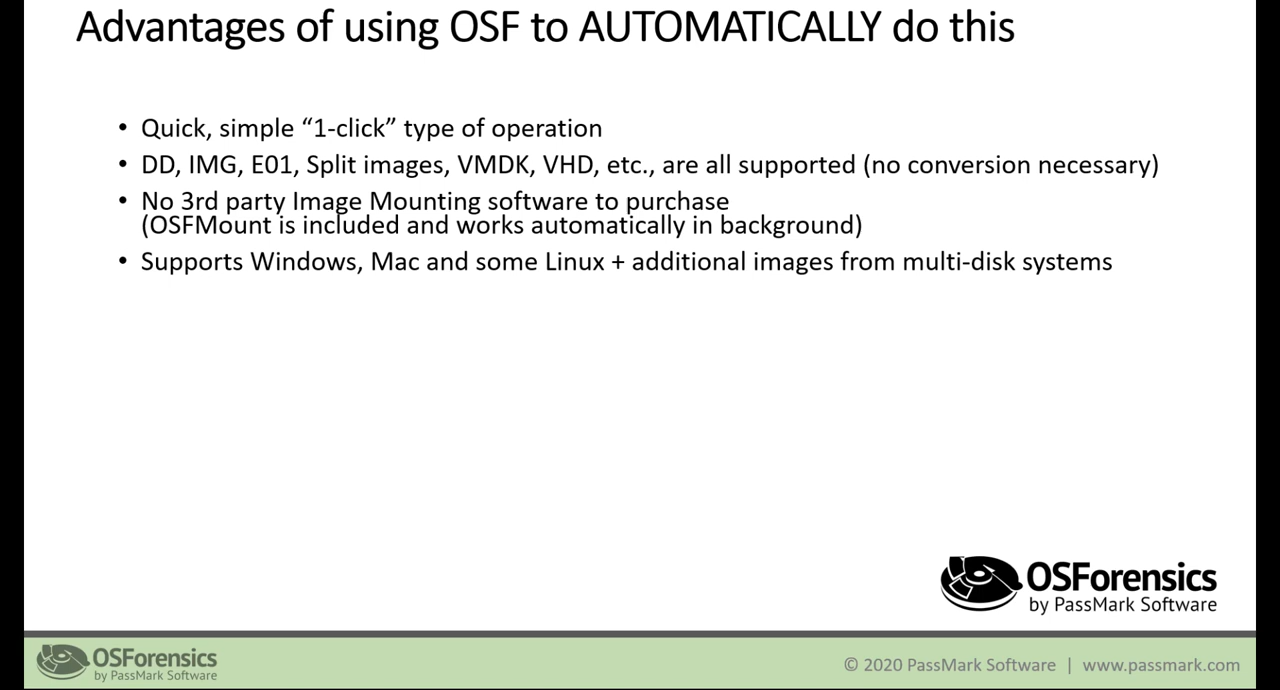 Advantages of using OSF to AUTOMATICALLY do this
• Quick, simple “1-click” type of operation
• DD, IMG, E01, Split images, VMDK, VHD, etc., are all supported (no conversion necessary)
• No 3rd party Image Mounting software to purchase
(OSFMount is included and works automatically in background)
• Supports Windows, Mac and some Linux + additional images from multi-disk systems
OSForensics
by PassMark Software
OSForensics
by PassMark Software
© 2020 PassMark Software | www.passmark.com